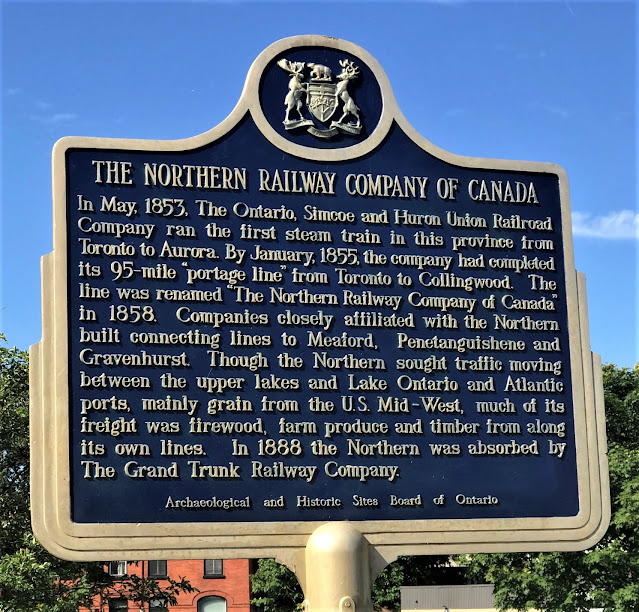 THE NORTHERN RAILWAY COMPANY OF CANADA
In May, 1853, The Ontario, Simcoe and Huron Union Railroad
Company ran the first steam train in this province from
Toronto to Aurora. By January, 1855, the company had completed
its 95-mile "portage line" from Toronto to Collingwood. The
line was renamed "The Northern Railway Company of Canada"
in 1858. Companies closely affiliated with the Northern
built connecting lines to Meaford, Penetanguishene and
Gravenhurst. Though the Northern sought traffic moving
between the upper lakes and Lake Ontario and Atlantic
ports, mainly grain from the U.S. Mid-West, much of its
freight was firewood, farm produce and timber from along
its own lines. In 1888 the Northern was absorbed by
The Grand Trunk Railway Company.
Archaeological and Historic Sites Board of Ontario